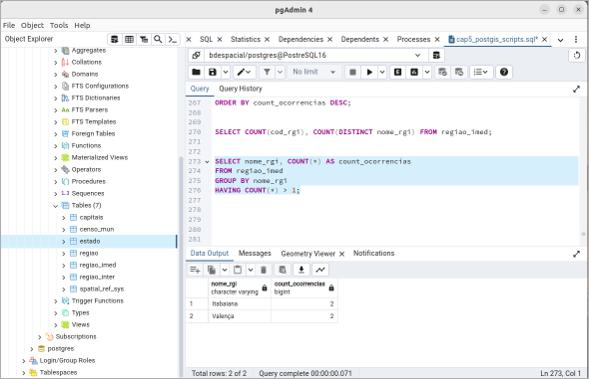 pgAdmin 4
File Object Tools Help
Object Explorer
SQL
Statistics
Dependencies
Dependents
Processes
cap5_postgis_scripts.sql*
Aggregates
Collations
Domains
FTS Configurations
FTS Dictionaries
FTS Parsers
FTS Templates
Foreign Tables
Functions
Materialized Views
Operators
Procedures
Sequences
Tables (7)
capitais
censo_mun
estado
regiao
regiao_imed
regiao_inter
spatial_ref_sys
Trigger Functions
Types
Views
Subscriptions
postgres
Login/Group Roles
Tablespaces
bdespacial/postgres@PostreSQL16
No limit
Query Query History
267 ORDER BY count_ocorrencias DESC;
268
269
270 SELECT COUNT(cod_rgi), COUNT(DISTINCT nome_rgi) FROM regiao_imed;
271
272
273 SELECT nome_rgi, COUNT(*) AS count_ocorrencias
274 FROM regiao_imed
275 GROUP BY nome_rgi
276 HAVING COUNT(*) > 1;
277
278
279
280
281
Data Output Messages Geometry Viewer Notifications
nome_rgi count_ocorrencias
character varying bigint
1 Itabaiana 2
2 Valença 2
Total rows: 2 of 2 Query complete 00:00:00.071 Ln 273, Col 1